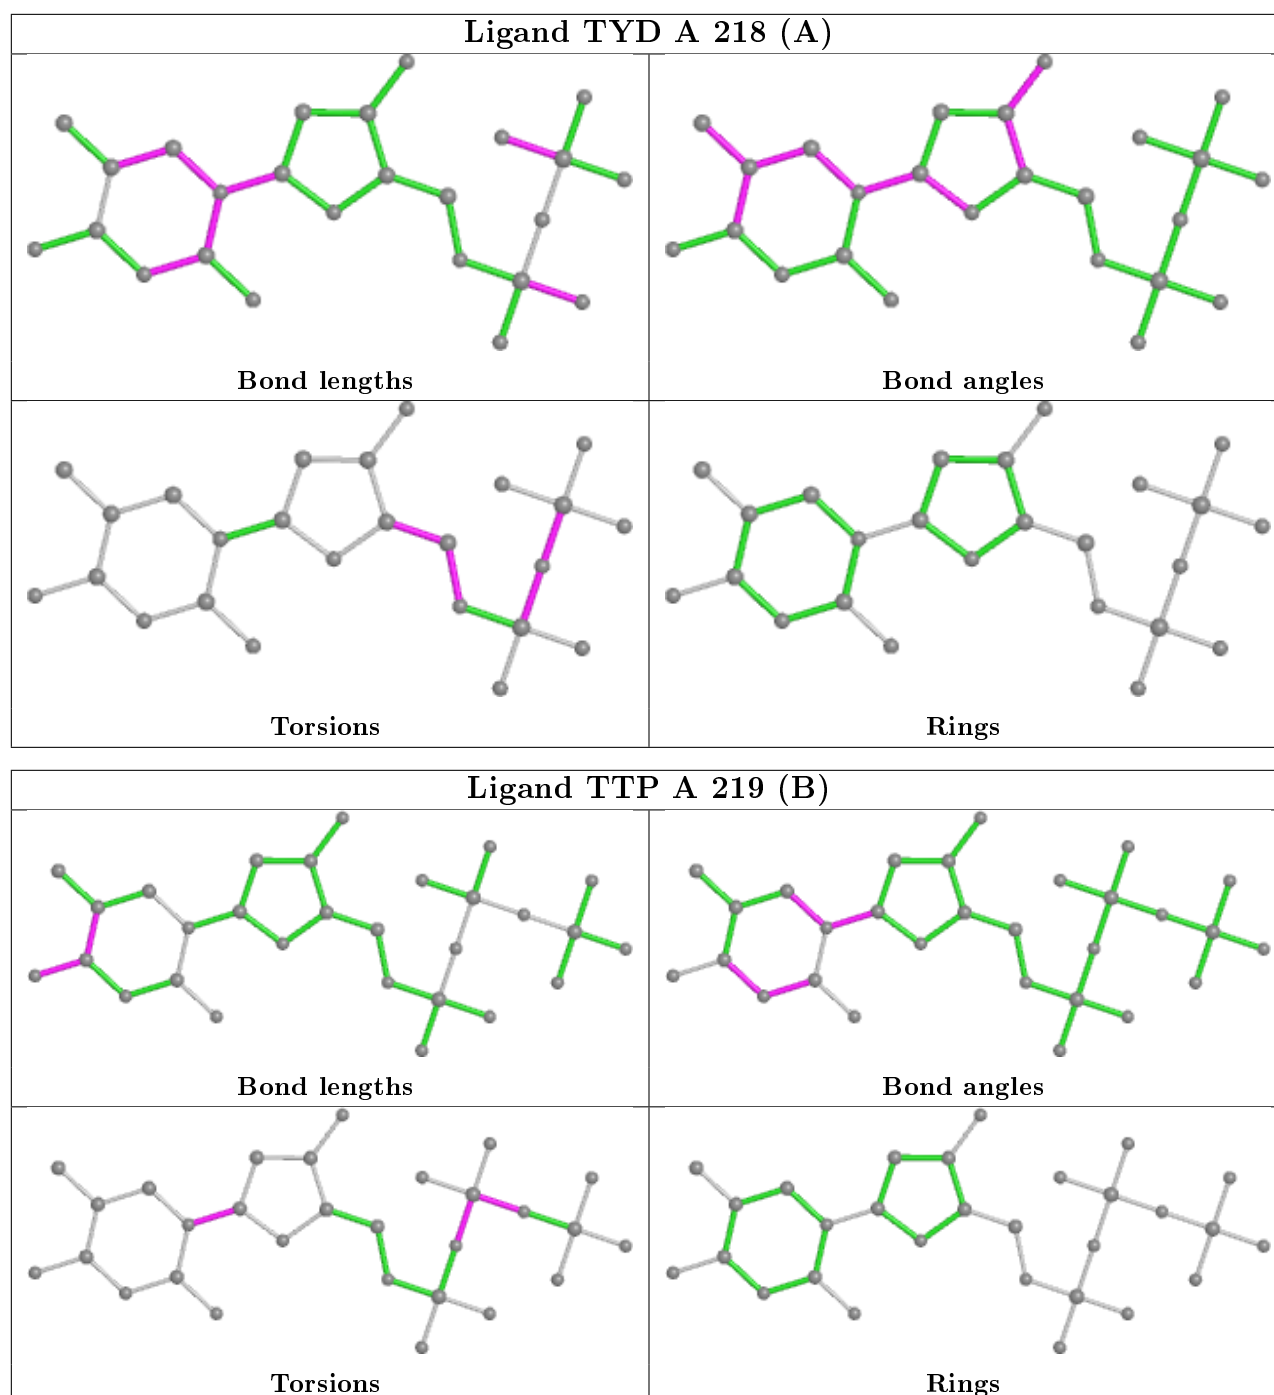 Ligand TYD A 218 (A)
Bond lengths
Bond angles
Torsions
Rings
Ligand TTP A 219 (B)
Bond lengths
Bond angles
Torsions
Rings